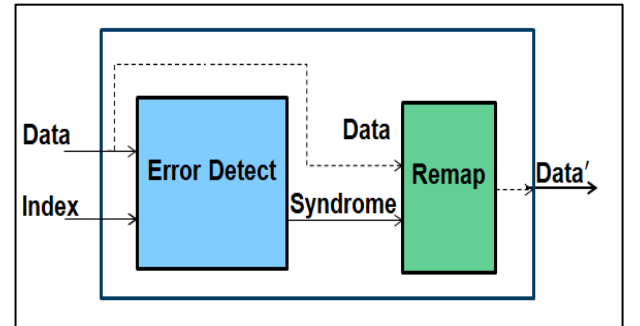 Data
Index
Error Detect
Syndrome
Data
Remap
Data′